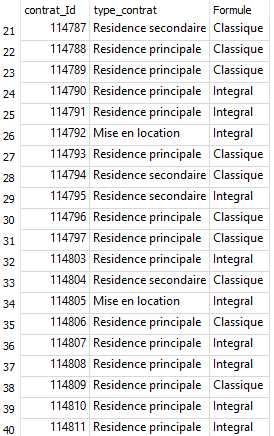 contrat_Id type_contrat Formule
21 114787 Residence secondaire Classique
22 114788 Residence principale Classique
23 114789 Residence principale Classique
24 114790 Residence principale Integral
25 114791 Residence principale Integral
26 114792 Mise en location Integral
27 114793 Residence principale Classique
28 114794 Residence secondaire Classique
29 114795 Residence secondaire Integral
30 114796 Residence principale Classique
31 114797 Residence principale Classique
32 114803 Residence principale Integral
33 114804 Residence secondaire Classique
34 114805 Mise en location Integral
35 114806 Residence principale Classique
36 114807 Residence principale Integral
37 114808 Residence principale Integral
38 114809 Residence principale Classique
39 114810 Residence principale Integral
40 114811 Residence principale Integral